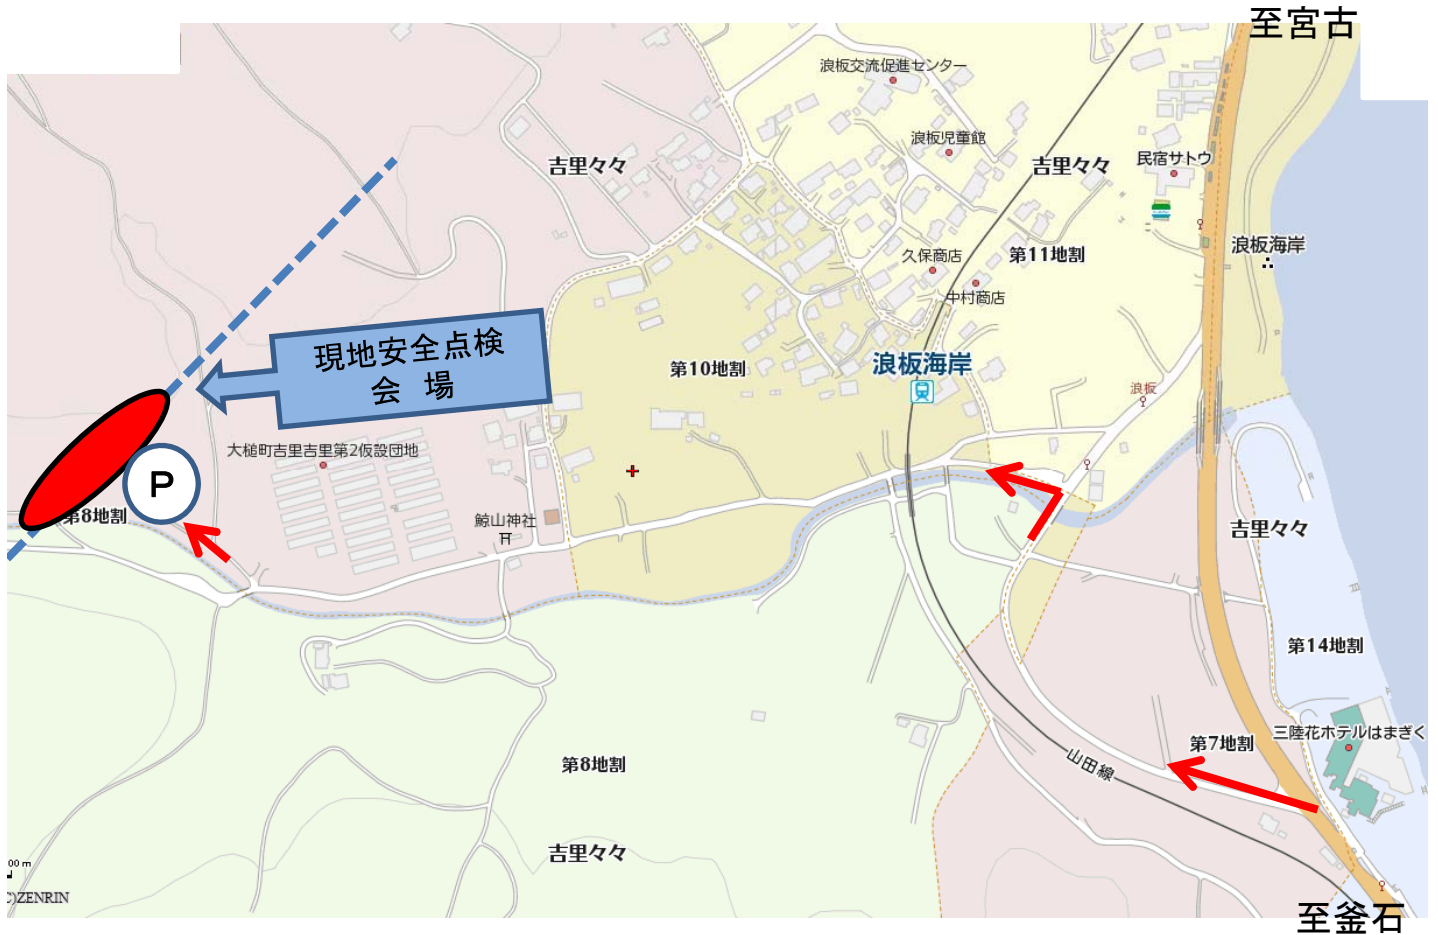 至宮古
浪板交流促進センター
浪板児童館
吉里々々
吉里々々
民宿サトウ
浪板海岸
久保商店
第11地割
中村商店
現地安全点検
会 場
第10地割
浪板海岸
浪板
大槌町吉里吉里第2仮設団地
P
第8地割
鯨山神社
吉里々々
第14地割
三陸花ホテルはまぎく
第7地割
山田線
第8地割
吉里々々
00 m
C)ZENRIN
至釜石